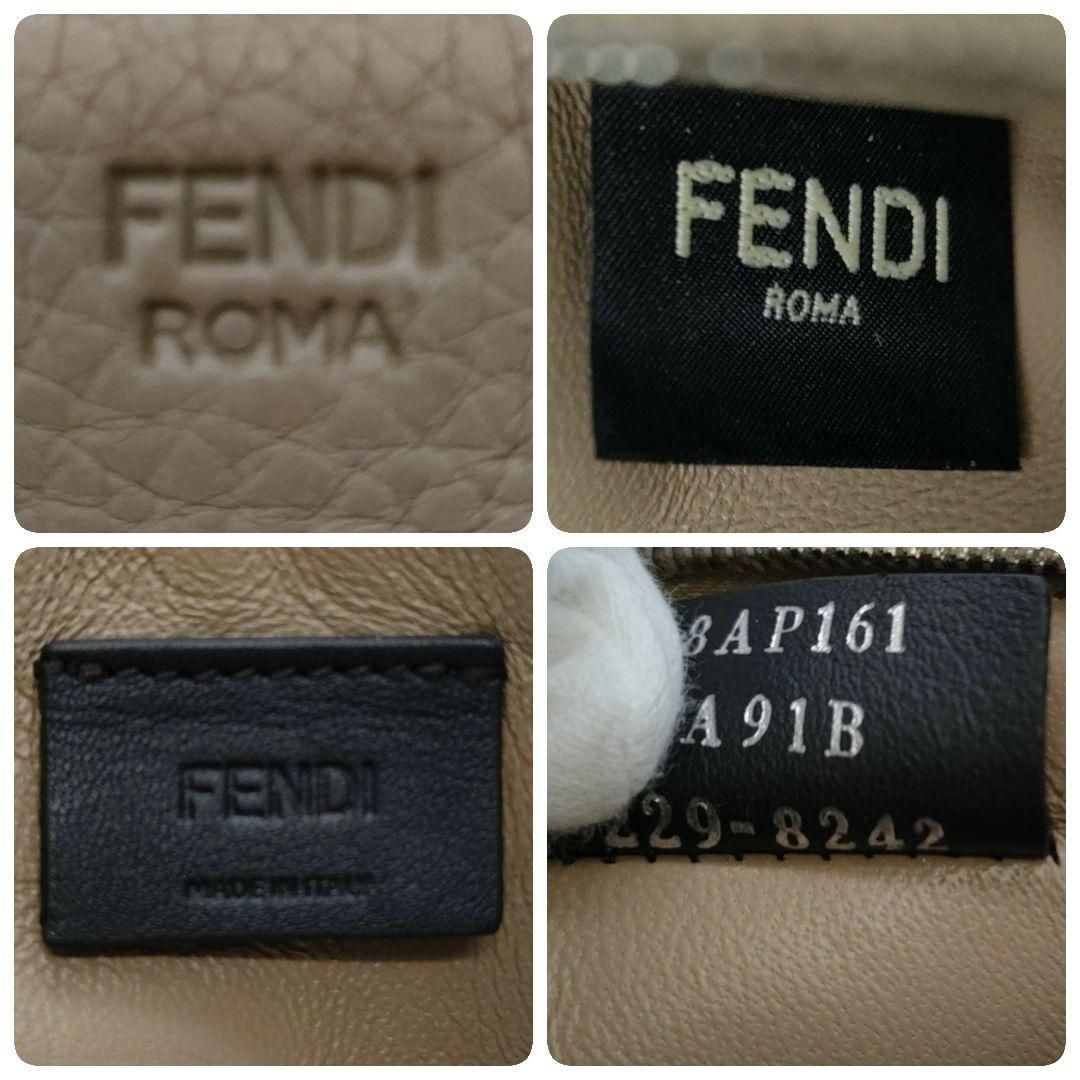 FENDI
ROMA
FENDI
ROMA
FENDI
MADE IN ITALY
8AP161
A91B
229-8242